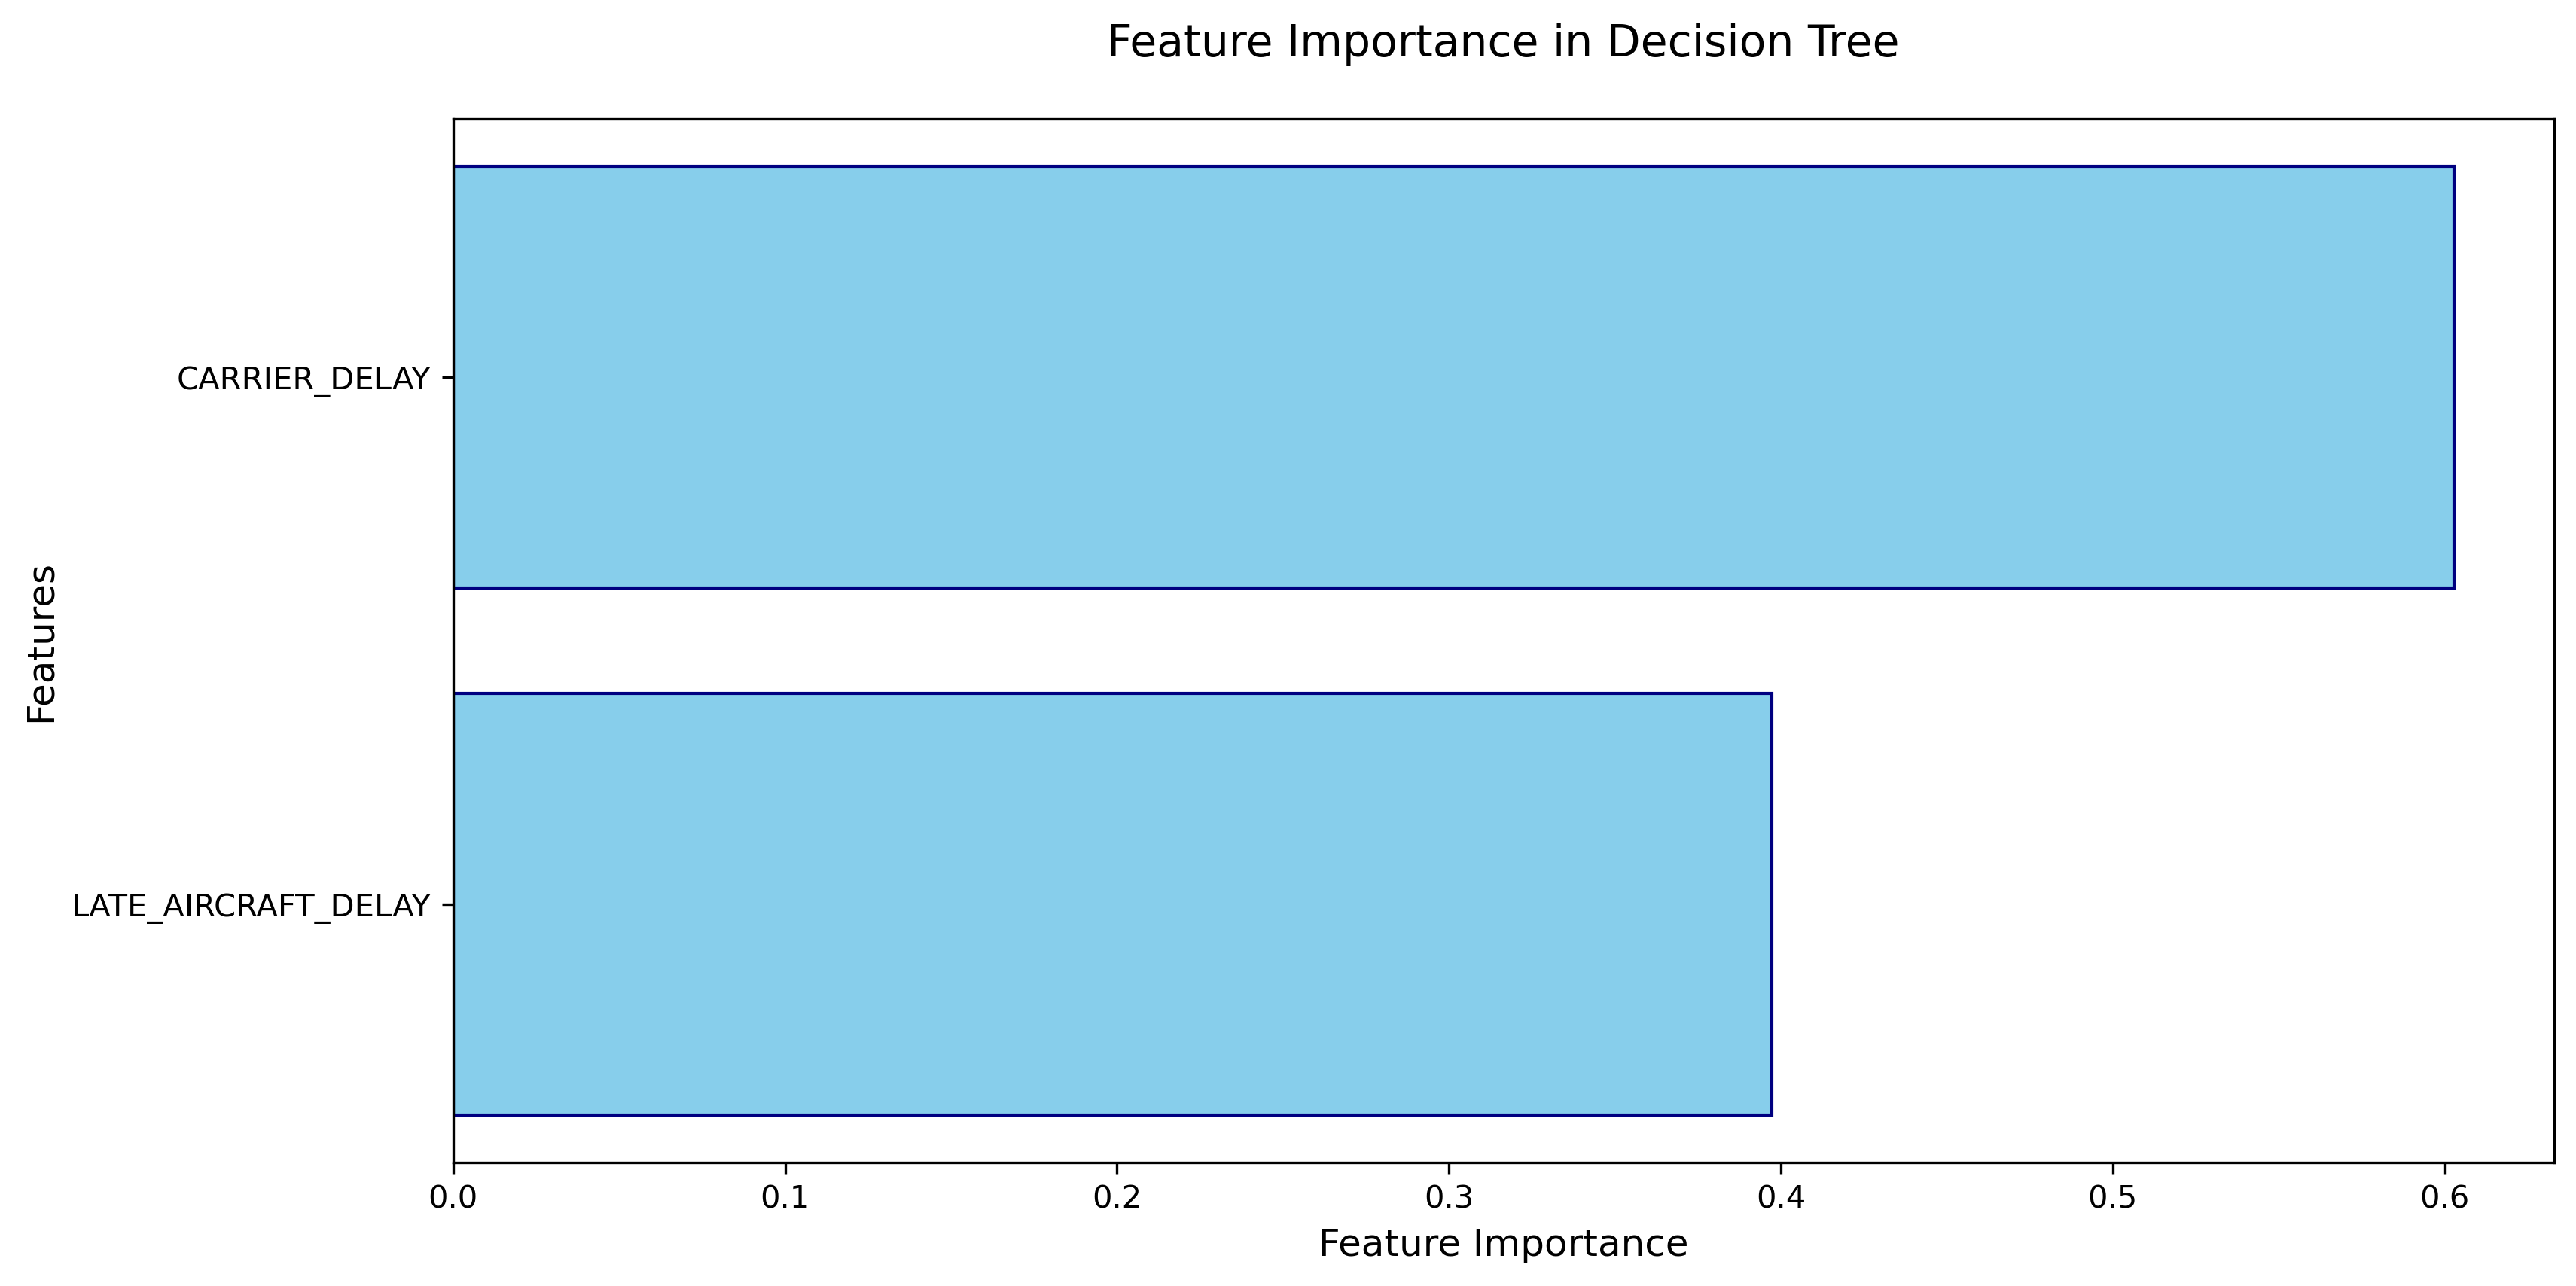 Feature Importance in Decision Tree
Features
CARRIER_DELAY
LATE_AIRCRAFT_DELAY
0.0 0.1 0.2 0.3 0.4 0.5 0.6
Feature Importance